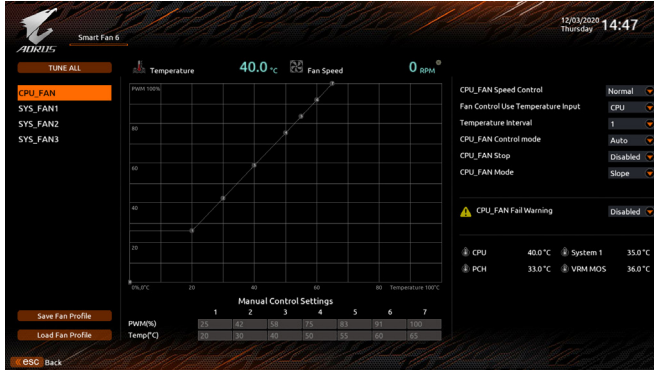 AORUS
Smart Fan 6
12/03/2020
Thursday
14:47
TUNE ALL
CPU_FAN
SYS_FAN1
SYS_FAN2
SYS_FAN3
Temperature 40.0 °C Fan Speed 0 RPM
PWM 100%
80
60
40
20
0%,0°C 20 40 60 80 Temperature 100°C
CPU_FAN Speed Control Normal
Fan Control Use Temperature Input CPU
Temperature Interval 1
CPU_FAN Control mode Auto
CPU_FAN Stop Disabled
CPU_FAN Mode Slope
CPU_FAN Fail Warning Disabled
CPU 40.0°C System 1 35.0°C
PCH 33.0°C VRM MOS 36.0°C
Manual Control Settings
1 2 3 4 5 6 7
PWM(%) 25 42 58 75 83 91 100
Temp(°C) 20 30 40 50 55 60 65
Save Fan Profile
Load Fan Profile
esc Back